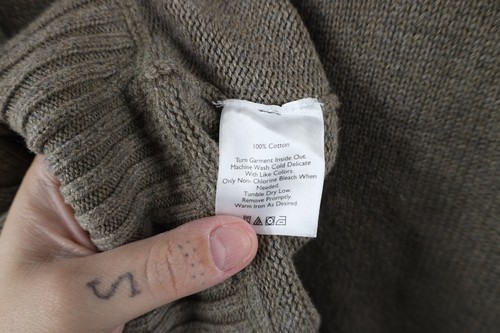 100% Cotton
Turn Garment Inside Out.
Machine Wash Cold Delicate
With Like Colors.
Only Non- Chlorine Bleach When
Needed.
Tumble Dry Low.
Remove Promptly
Warm Iron As Desired